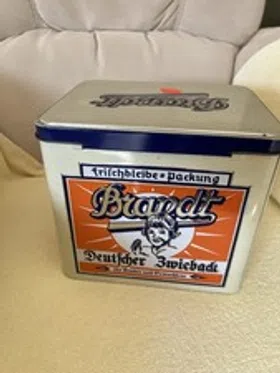 Brandt
Frischbleibe-Packung
Brandt
Deutscher Zwieback